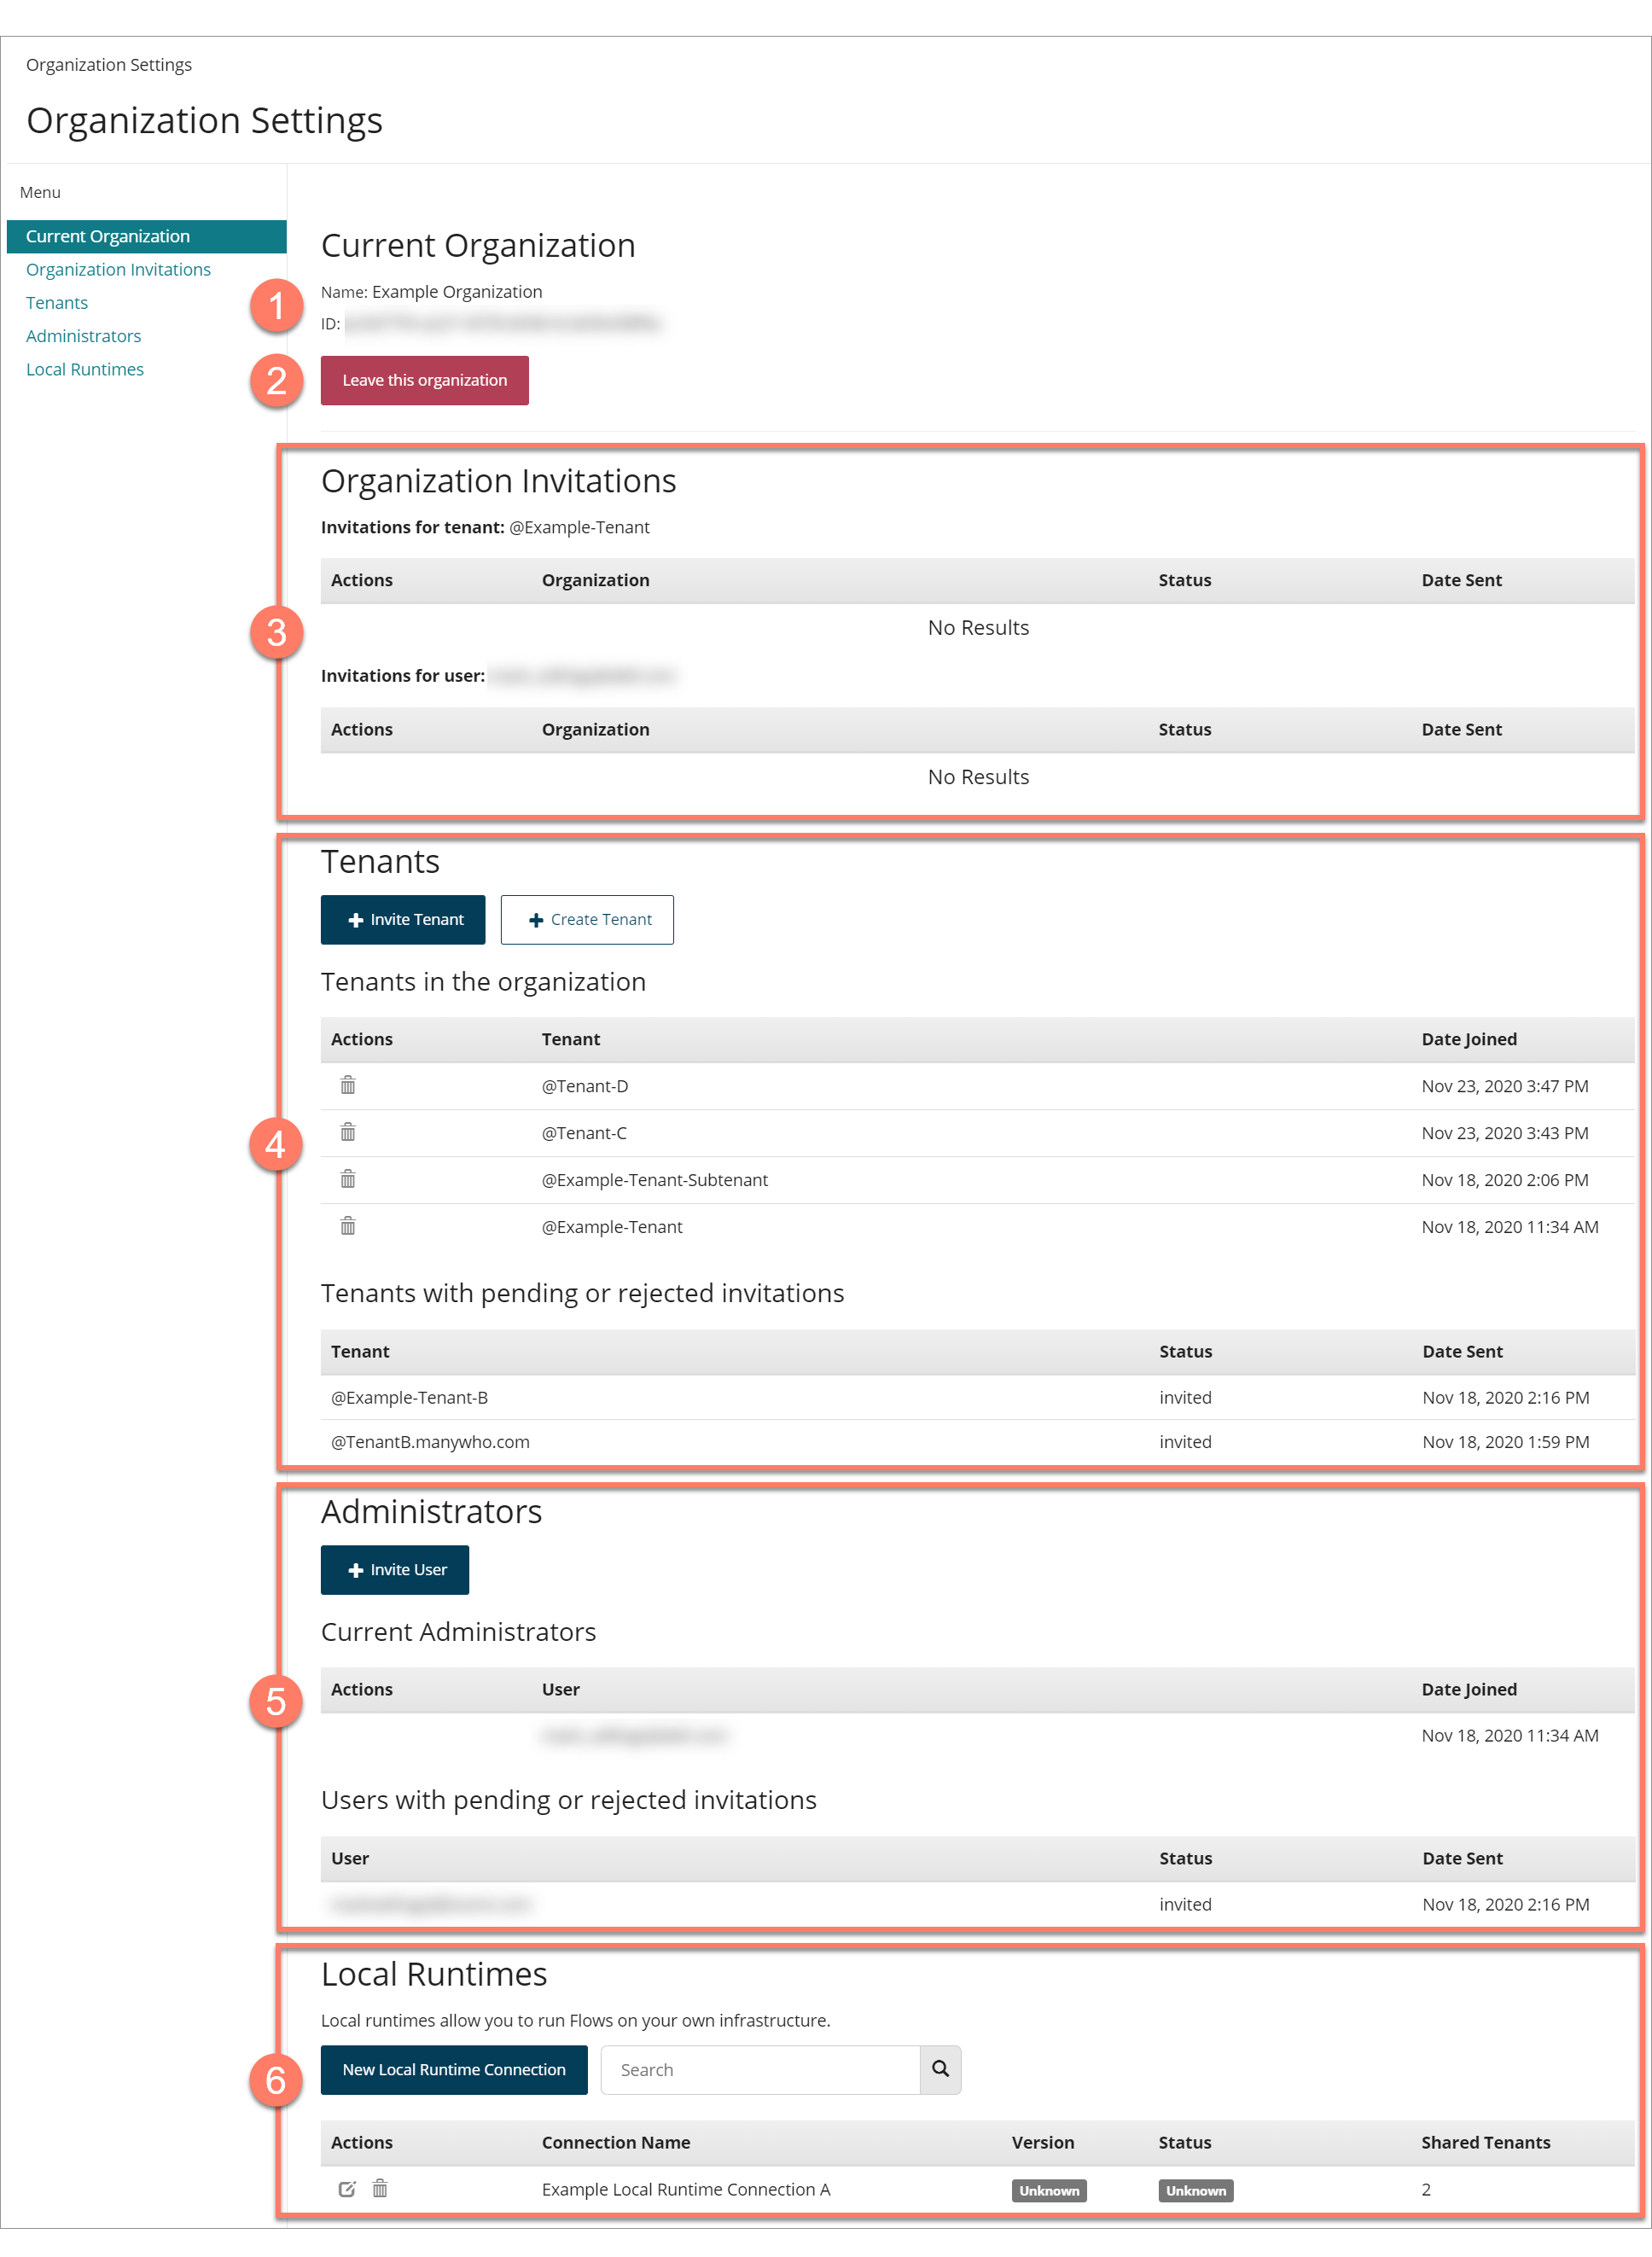 Organization Settings
Organization Settings
Menu
Current Organization
Organization Invitations
Tenants
Administrators
Local Runtimes
Current Organization
1
Name: Example Organization
ID:
2
Leave this organization
Organization Invitations
Invitations for tenant: @Example-Tenant
Actions Organization Status Date Sent
3
No Results
Invitations for user:
Actions Organization Status Date Sent
No Results
Tenants
Invite Tenant Create Tenant
Tenants in the organization
Actions Tenant Date Joined
@Tenant-D Nov 23, 2020 3:47 PM
4
@Tenant-C Nov 23, 2020 3:43 PM
@Example-Tenant-Subtenant Nov 18, 2020 2:06 PM
@Example-Tenant Nov 18, 2020 11:34 AM
Tenants with pending or rejected invitations
Tenant Status Date Sent
@Example-Tenant-B invited Nov 18, 2020 2:16 PM
@TenantB.manywho.com invited Nov 18, 2020 1:59 PM
Administrators
Invite User
Current Administrators
5
Actions User Date Joined
Nov 18, 2020 11:34 AM
Users with pending or rejected invitations
User Status Date Sent
invited Nov 18, 2020 2:16 PM
Local Runtimes
Local runtimes allow you to run Flows on your own infrastructure.
6
New Local Runtime Connection Search
Actions Connection Name Version Status Shared Tenants
Example Local Runtime Connection A Unknown Unknown 2